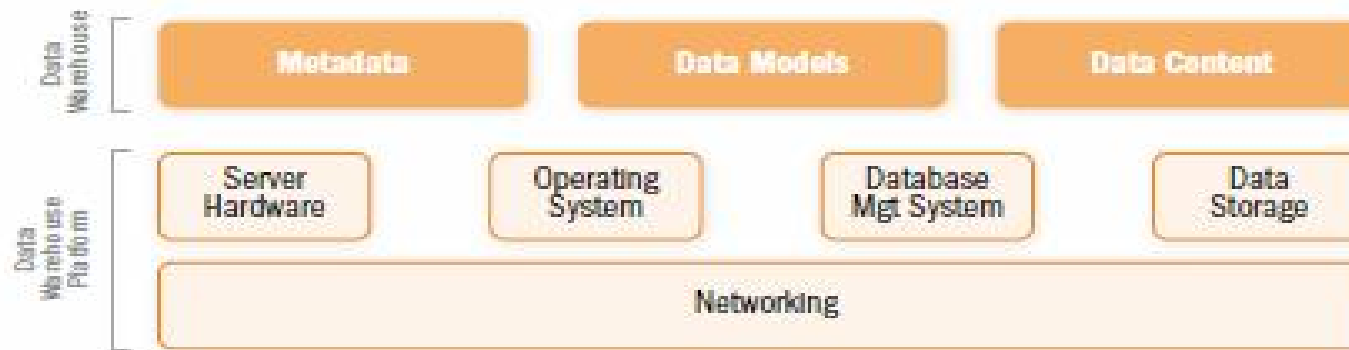 Data
Warehouse
Metadata
Data Models
Data Content
Data
Warehouse
Platform
Server
Hardware
Operating
System
Database
Mgt System
Data
Storage
Networking